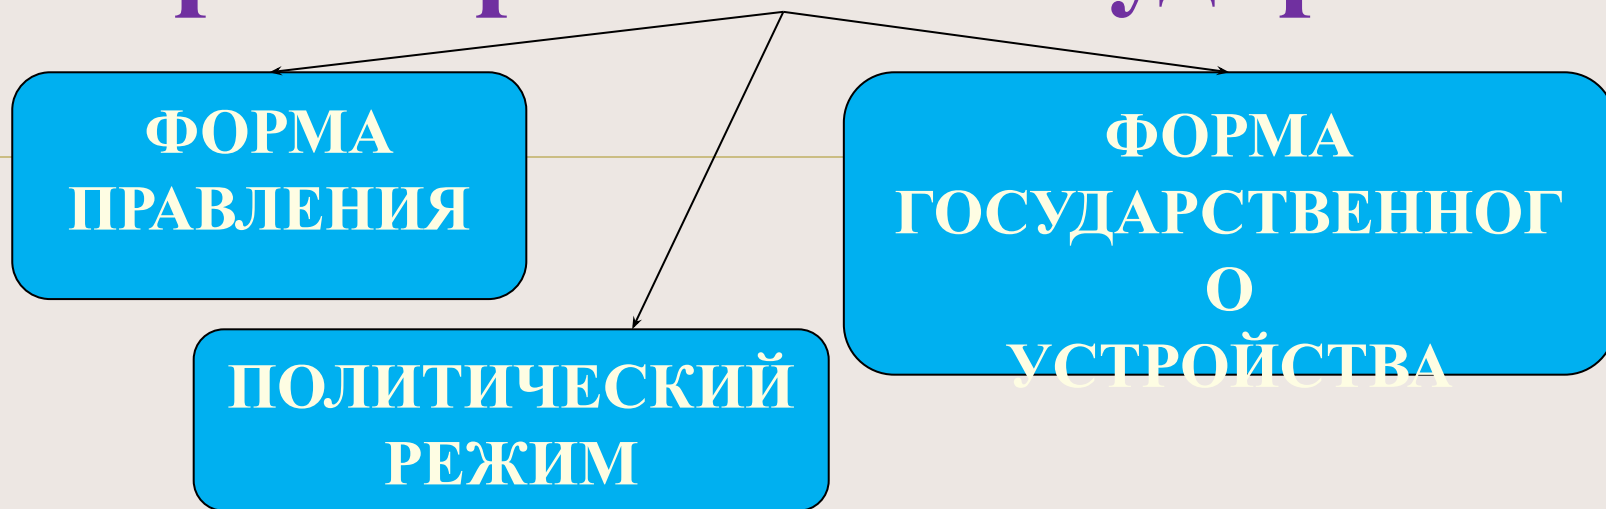 ФОРМА
ПРАВЛЕНИЯ
ФОРМА
ГОСУДАРСТВЕННОГ
О
УСТРОЙСТВА
ПОЛИТИЧЕСКИЙ
РЕЖИМ